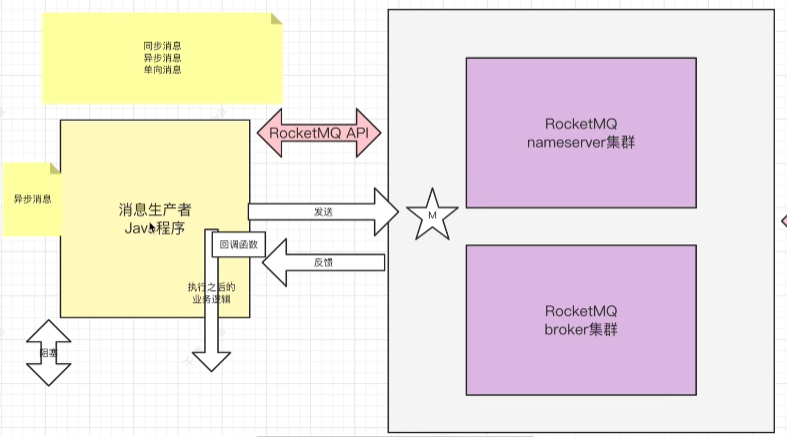 同步消息
异步消息
单向消息
RocketMQ API
RocketMQ
nameserver集群
异步消息
消息生产者
Java程序
发送
M
回调函数
反馈
执行之后的
业务逻辑
RocketMQ
broker集群
阻塞